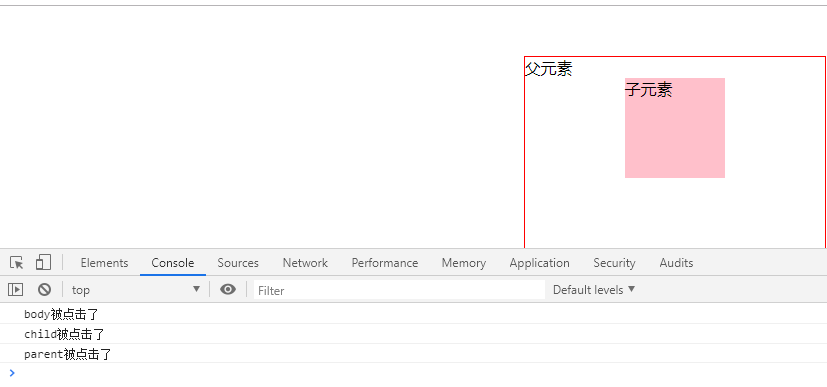 父元素
子元素
Elements Console Sources Network Performance Memory Application Security Audits
top Filter Default levels
body被点击了
child被点击了
parent被点击了